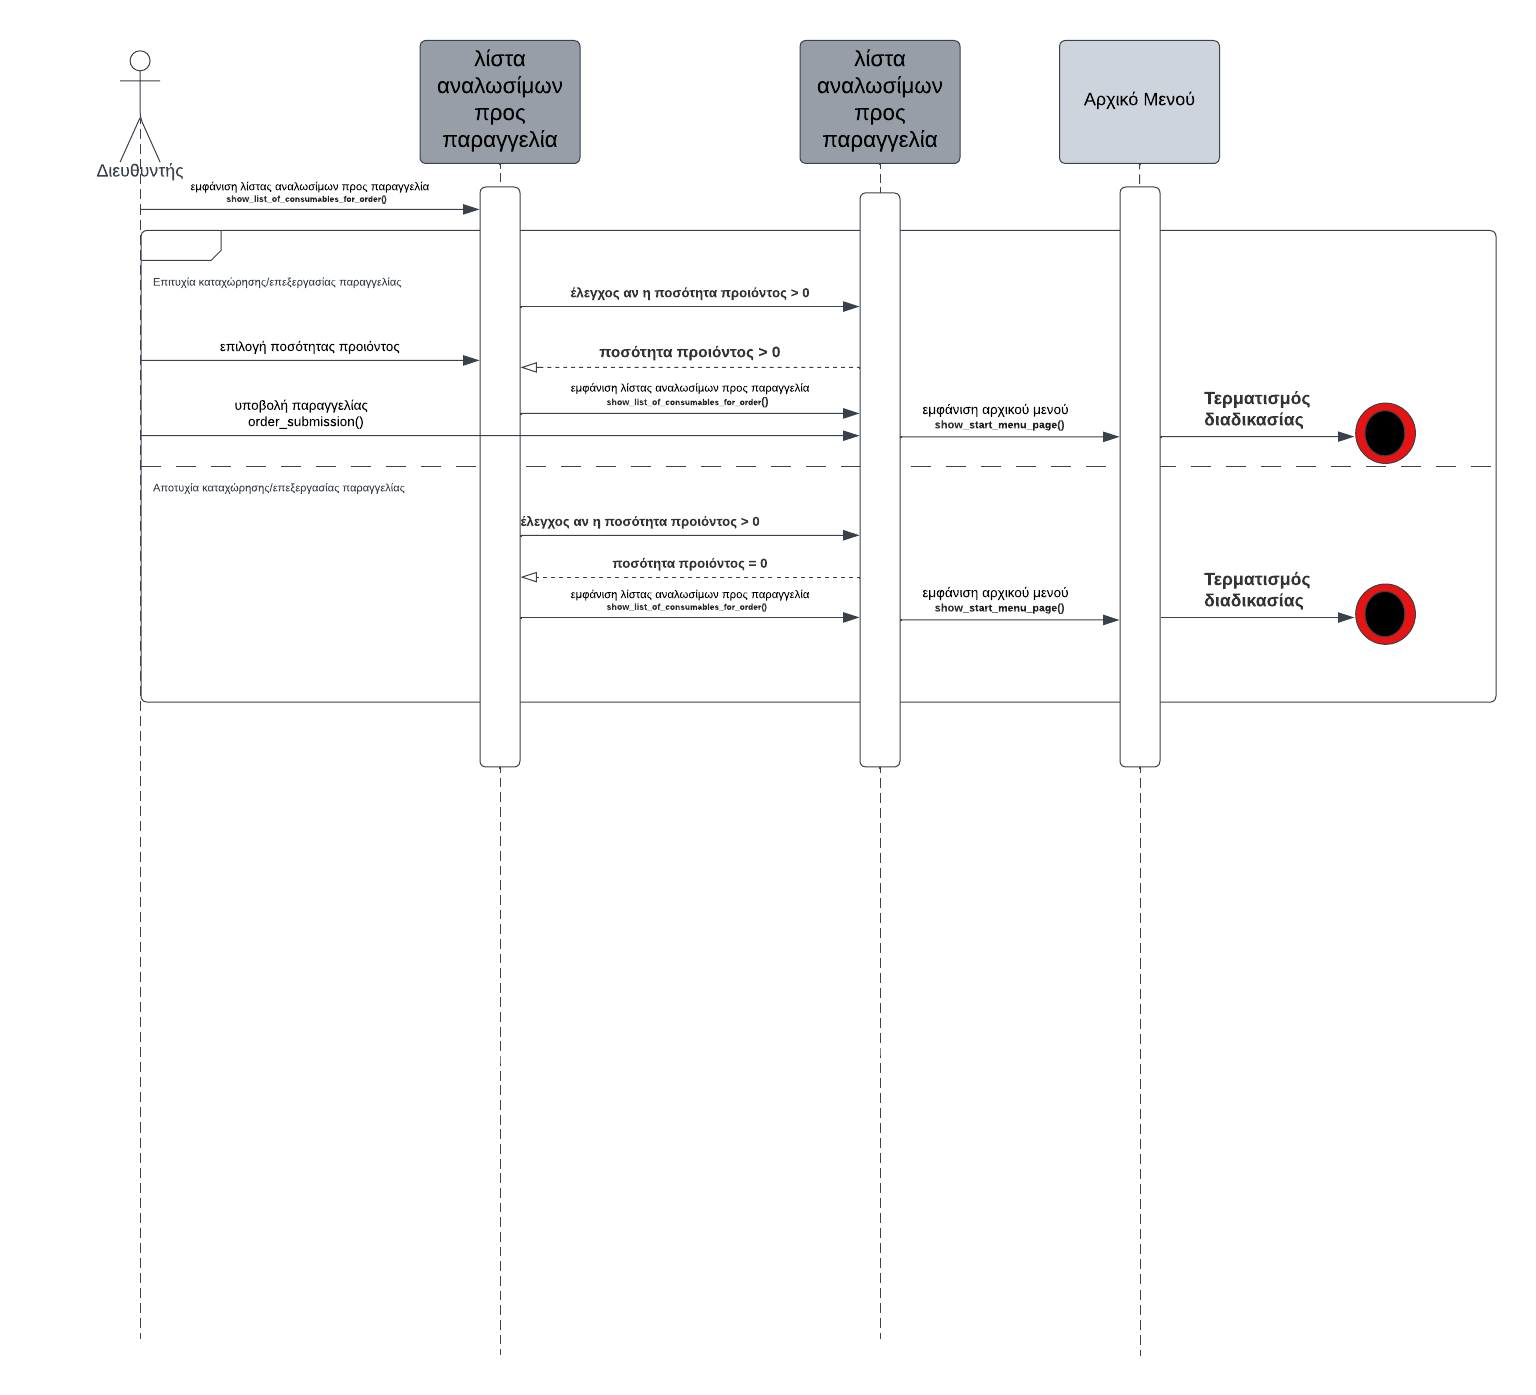 λίστα
αναλωσίμων
προς
παραγγελία
λίστα
αναλωσίμων
προς
παραγγελία
Αρχικό Μενού
Διευθυντής
εμφάνιση λίστας αναλωσίμων προς παραγγελία
show_list_of_consumables_for_order()
Επιτυχία καταχώρησης/επεξεργασίας παραγγελίας
έλεγχος αν η ποσότητα προιόντος > 0
επιλογή ποσότητας προιόντος
ποσότητα προιόντος > 0
εμφάνιση λίστας αναλωσίμων προς παραγγελία
show_list_of_consumables_for_order()
υποβολή παραγγελίας
order_submission()
εμφάνιση αρχικού μενού
show_start_menu_page()
Τερματισμός
διαδικασίας
Αποτυχία καταχώρησης/επεξεργασίας παραγγελίας
έλεγχος αν η ποσότητα προιόντος > 0
ποσότητα προιόντος = 0
εμφάνιση λίστας αναλωσίμων προς παραγγελία
show_list_of_consumables_for_order()
εμφάνιση αρχικού μενού
show_start_menu_page()
Τερματισμός
διαδικασίας